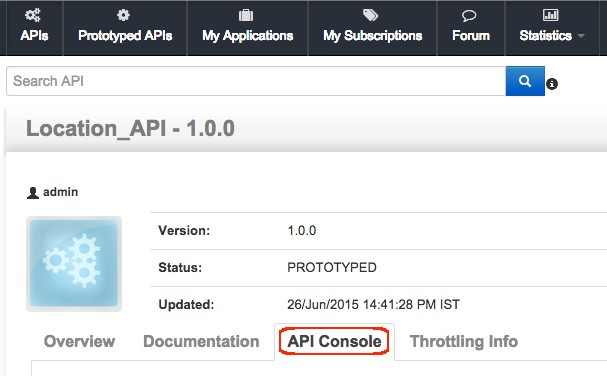 APIs Prototyped APIs My Applications My Subscriptions Forum Statistics
Search API
Location_API - 1.0.0
admin
Version: 1.0.0
Status: PROTOTYPED
Updated: 26/Jun/2015 14:41:28 PM IST
Overview Documentation API Console Throttling Info